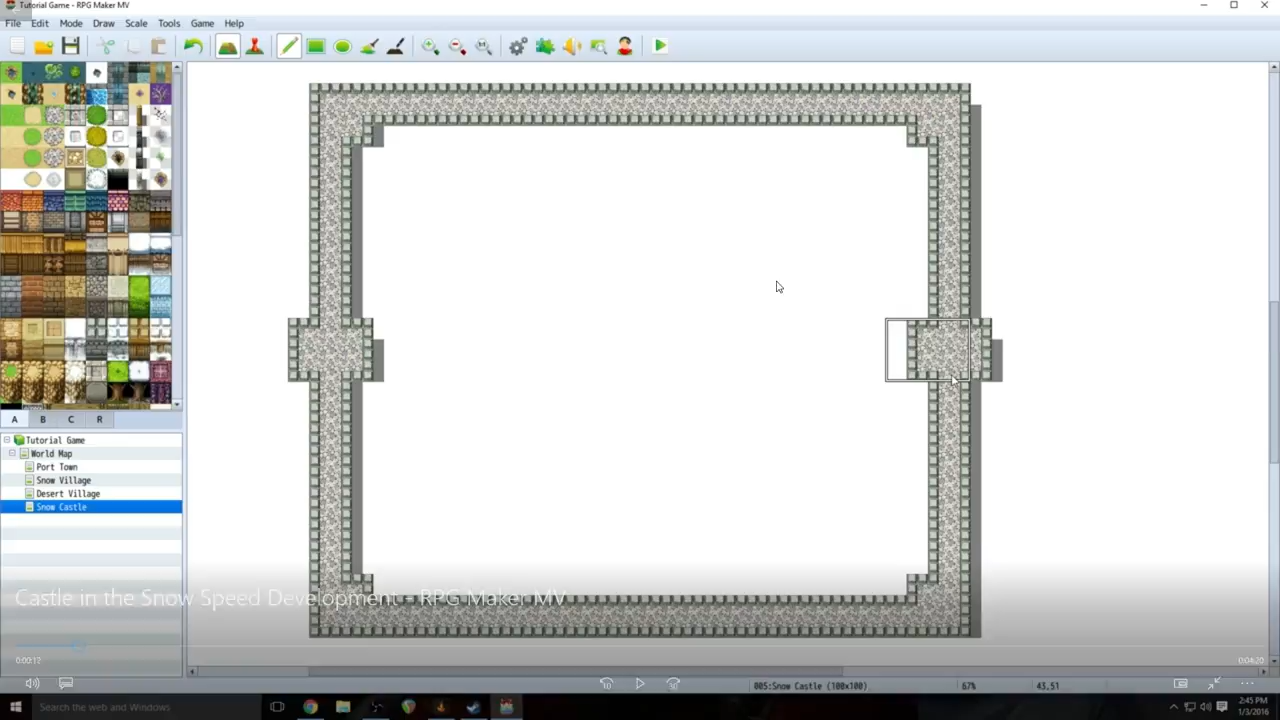 Tutorial Game - RPG Maker MV
File Edit Mode Draw Scale Tools Game Help
A B C R
Tutorial Game
World Map
Port Town
Snow Village
Desert Village
Snow Castle
Castle in the Snow Speed Development - RPG Maker MV
0:00:12 0:04:20
10 30
005:Snow Castle (100x100) 67% 43,51
Search the web and Windows
2:45 PM
1/3/2016